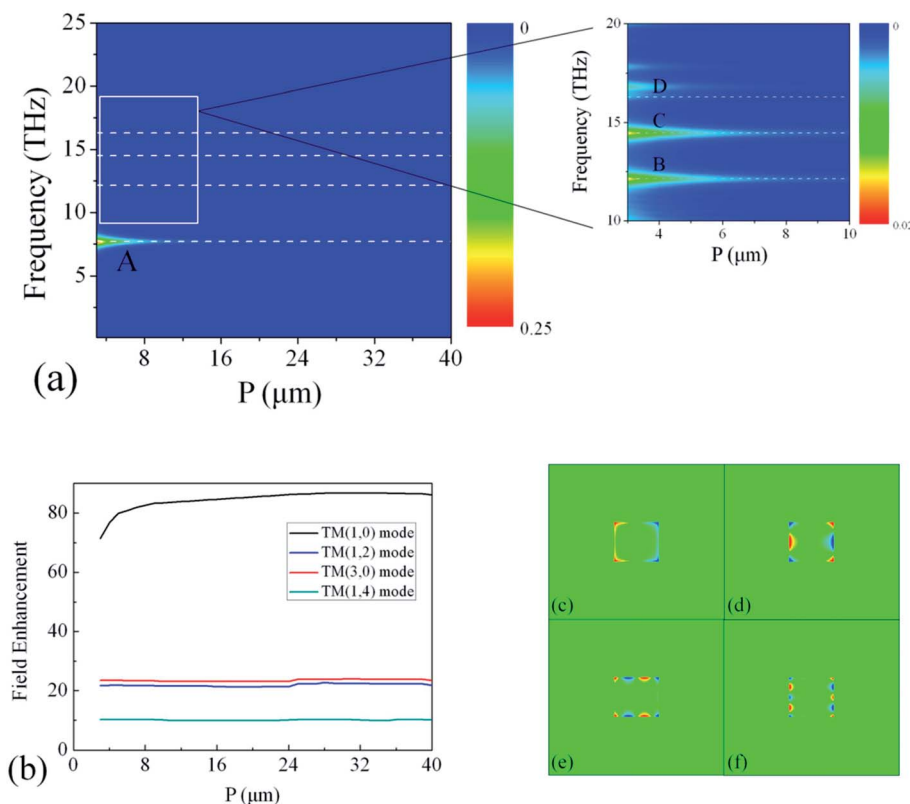 25
20
15
10
5
Frequency (THz)
A
8
16
24
32
40
P (μm)
(a)
0
0.25
20
15
10
Frequency (THz)
D
C
B
4
6
8
10
P (μm)
0
0.02
80
60
40
20
0
Field Enhancement
TM(1,0) mode
TM(1,2) mode
TM(3,0) mode
TM(1,4) mode
0
8
16
24
32
40
P (μm)
(b)
(c)
(d)
(e)
(f)